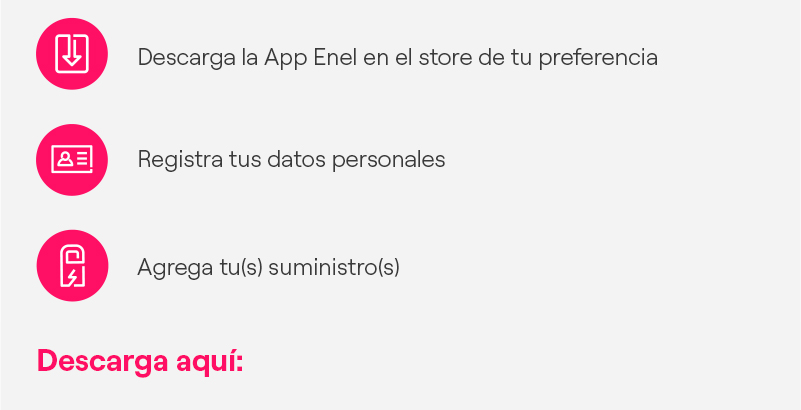 Descarga la App Enel en el store de tu preferencia
Registra tus datos personales
Agrega tu(s) suministro(s)
Descarga aquí: